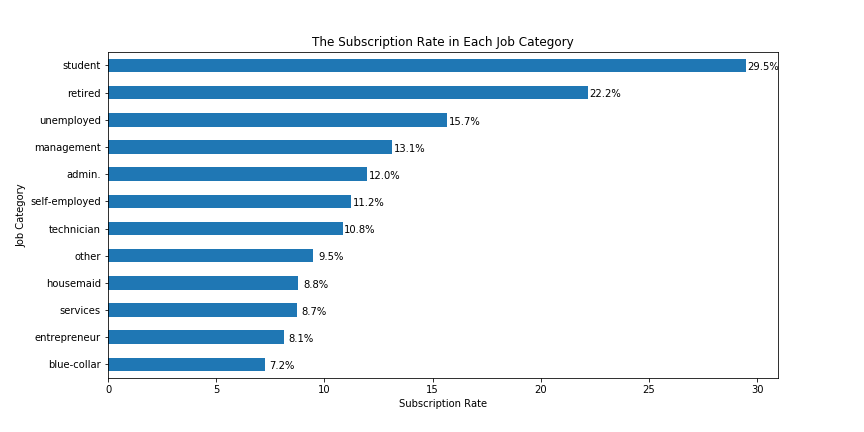 The Subscription Rate in Each Job Category
student 29.5%
retired 22.2%
unemployed 15.7%
management 13.1%
admin. 12.0%
self-employed 11.2%
technician 10.8%
other 9.5%
housemaid 8.8%
services 8.7%
entrepreneur 8.1%
blue-collar 7.2%
Job Category
0 5 10 15 20 25 30
Subscription Rate